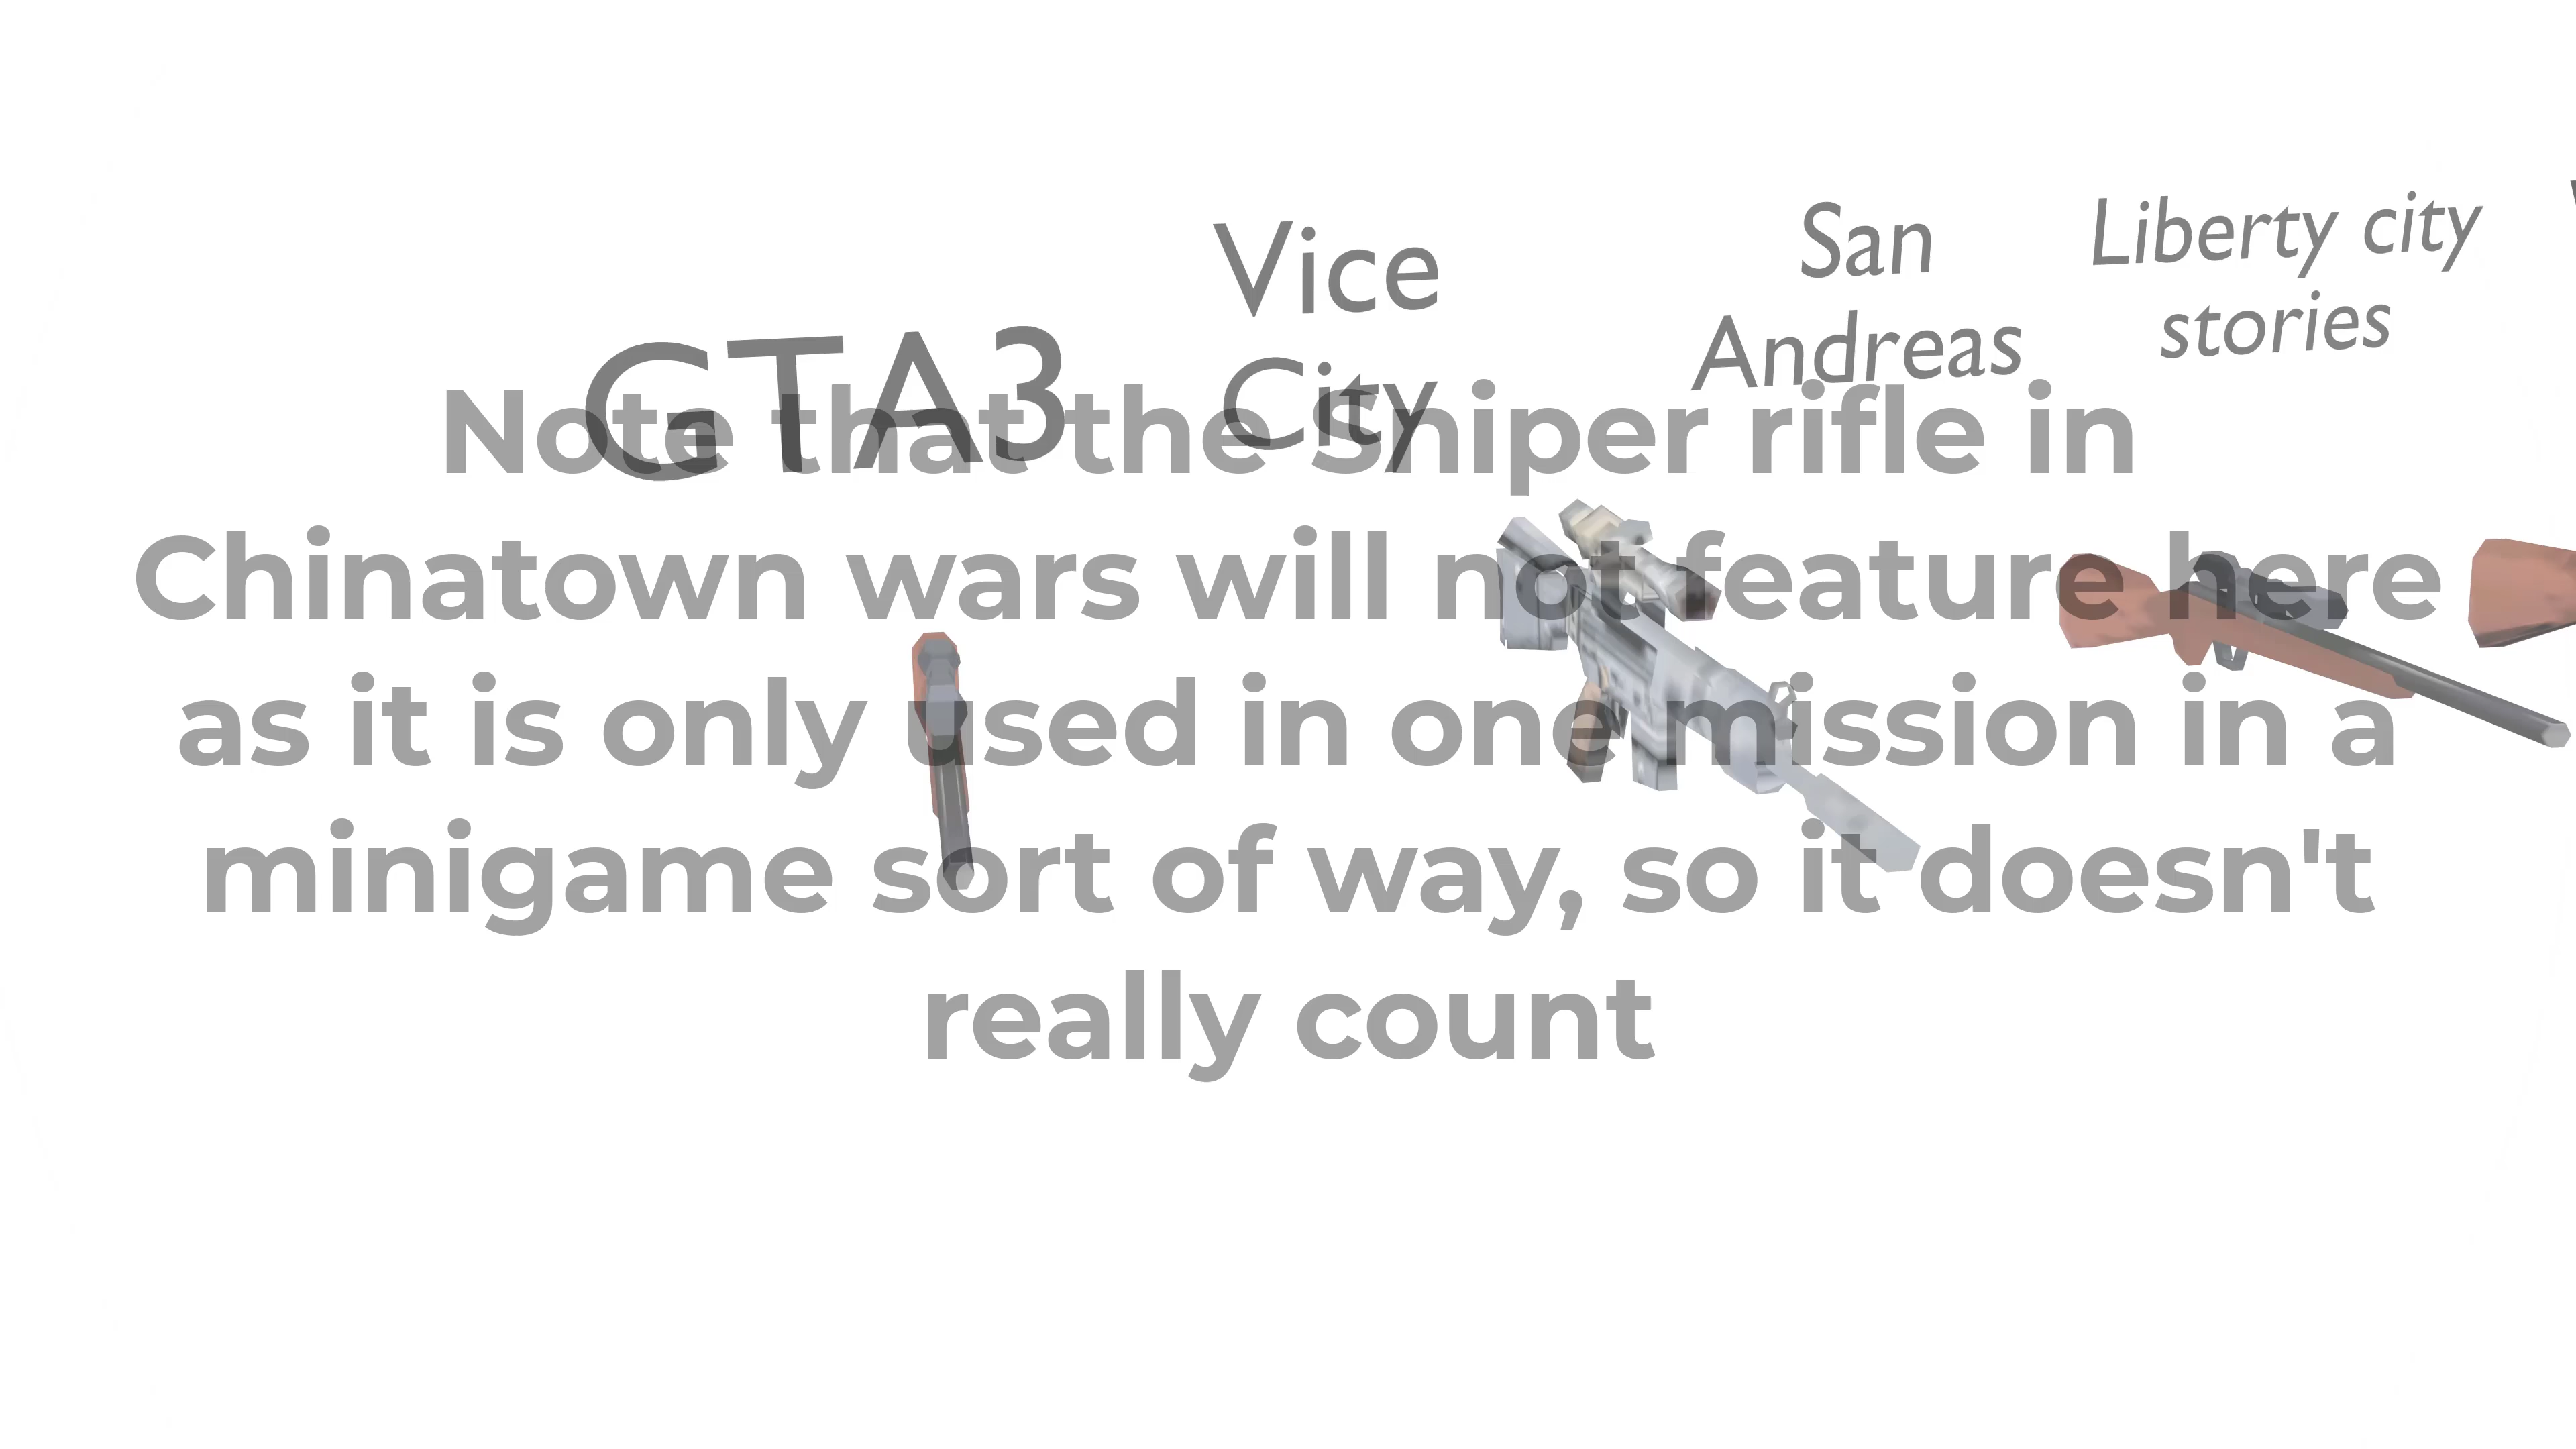 GTA3
Vice
City
San
Andreas
Liberty city
stories
Note that the sniper rifle in
Chinatown wars will not feature here
as it is only used in one mission in a
minigame sort of way, so it doesn't
really count